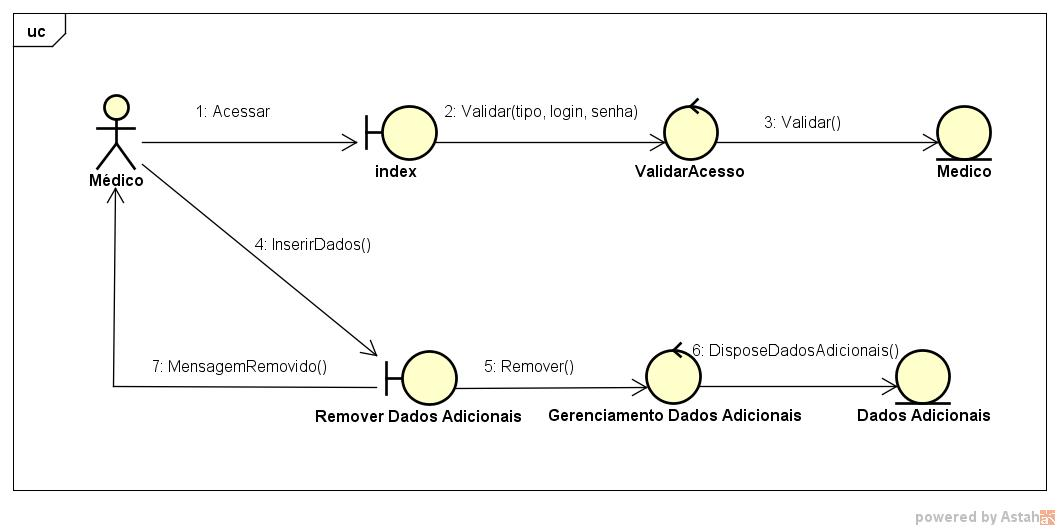 uc
1: Acessar
2: Validar(tipo, login, senha)
3: Validar()
Médico
index
ValidarAcesso
Medico
4: InserirDados()
7: MensagemRemovido()
5: Remover()
6: DisposeDadosAdicionais()
Remover Dados Adicionais
Gerenciamento Dados Adicionais
Dados Adicionais
powered by Astah